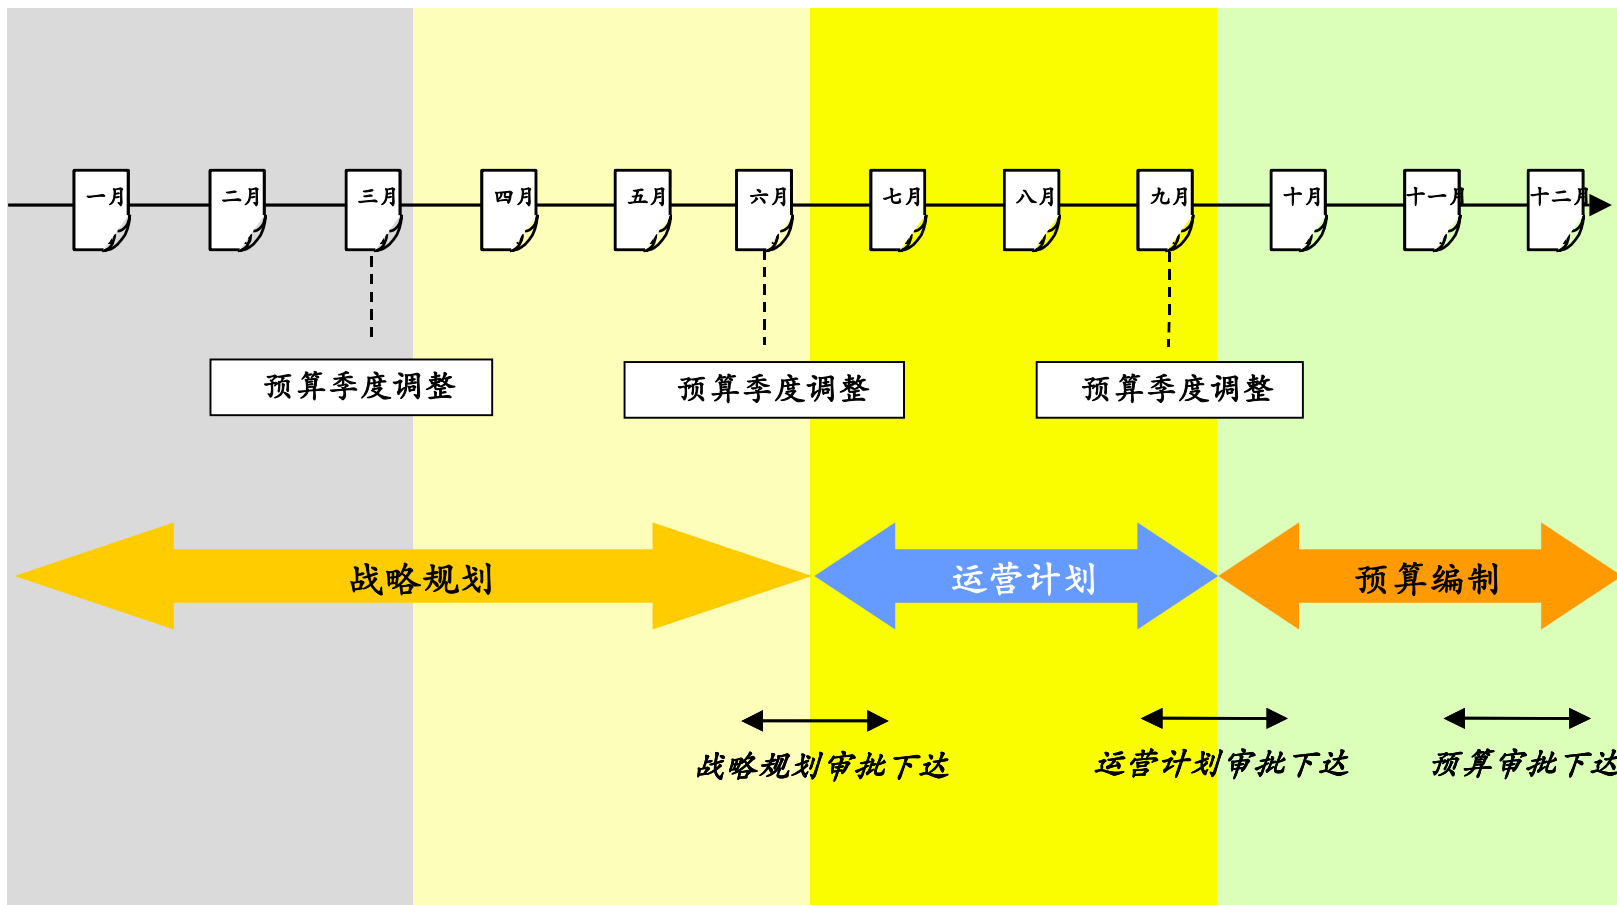 一月
二月
三月
四月
五月
六月
七月
八月
九月
十月
十一月
十二月
预算季度调整
预算季度调整
预算季度调整
战略规划
运营计划
预算编制
战略规划审批下达
运营计划审批下达
预算审批下达